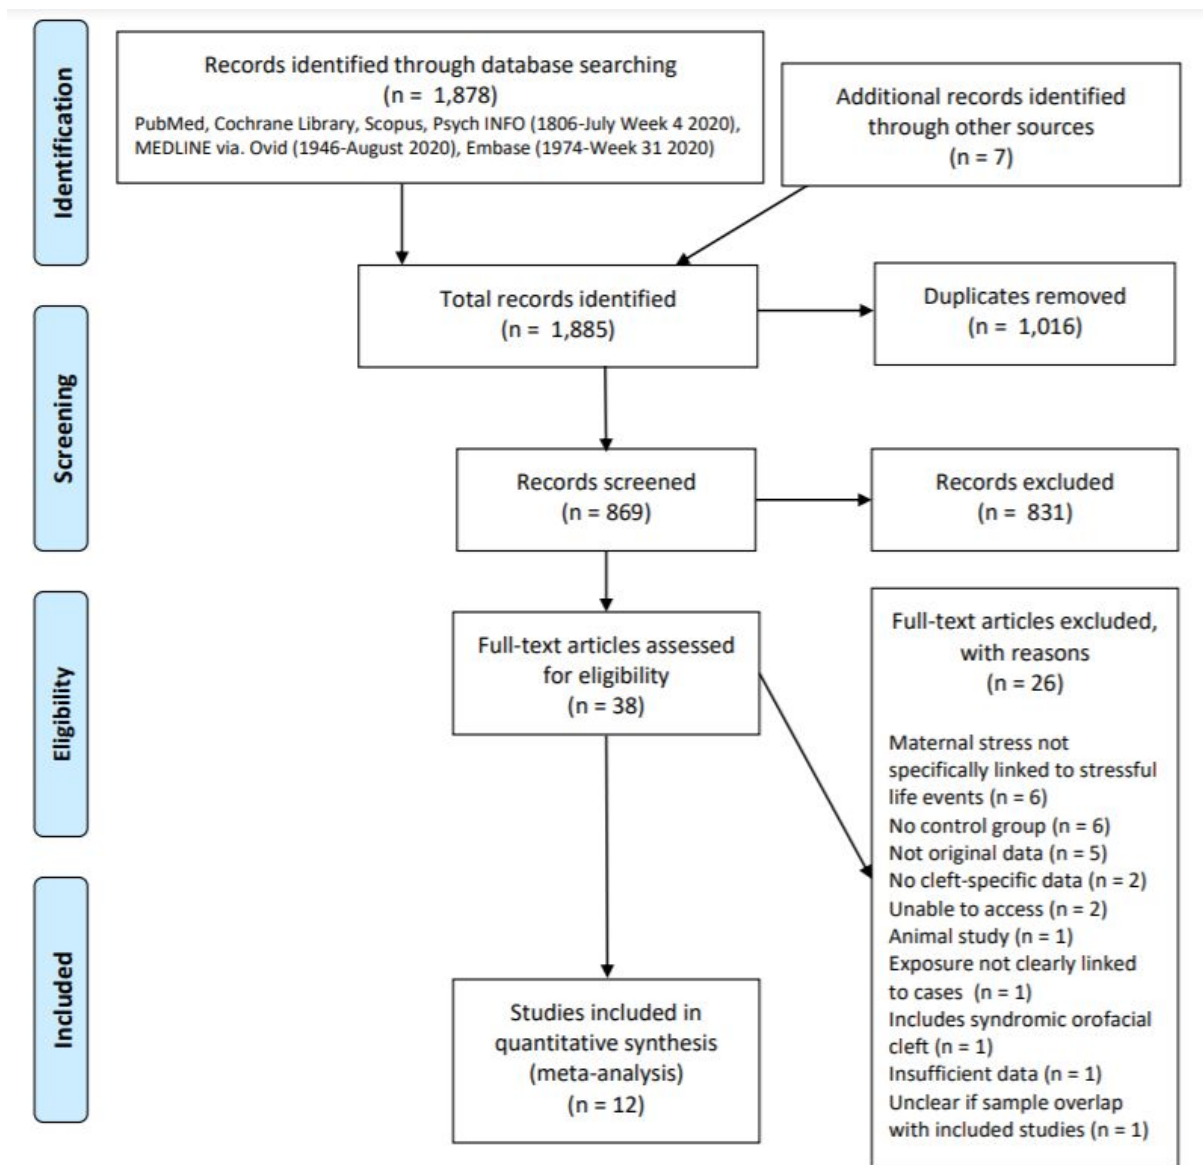 Identification
Records identified through database searching
(n = 1,878)
PubMed, Cochrane Library, Scopus, Psych INFO (1806-July Week 4 2020),
MEDLINE via. Ovid (1946-August 2020), Embase (1974-Week 31 2020)
Additional records identified
through other sources
(n = 7)
Total records identified
(n = 1,885)
Duplicates removed
(n = 1,016)
Screening
Records screened
(n = 869)
Records excluded
(n = 831)
Eligibility
Full-text articles assessed
for eligibility
(n = 38)
Full-text articles excluded,
with reasons
(n = 26)
Maternal stress not
specifically linked to stressful
life events (n = 6)
No control group (n = 6)
Not original data (n = 5)
No cleft-specific data (n = 2)
Unable to access (n = 2)
Animal study (n = 1)
Exposure not clearly linked
to cases (n = 1)
Includes syndromic orofacial
cleft (n = 1)
Insufficient data (n = 1)
Unclear if sample overlap
with included studies (n = 1)
Included
Studies included in
quantitative synthesis
(meta-analysis)
(n = 12)